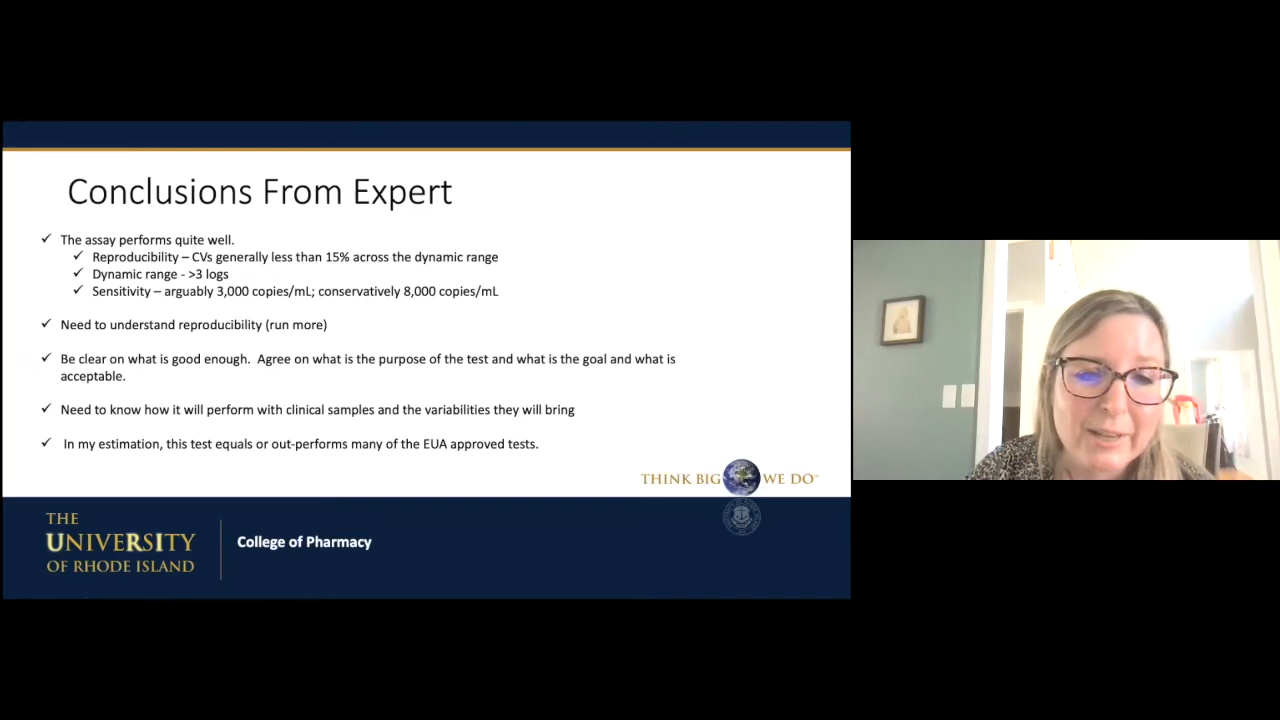 Conclusions From Expert
✓ The assay performs quite well.
✓ Reproducibility – CVs generally less than 15% across the dynamic range
✓ Dynamic range - >3 logs
✓ Sensitivity – arguably 3,000 copies/mL; conservatively 8,000 copies/mL
✓ Need to understand reproducibility (run more)
✓ Be clear on what is good enough.  Agree on what is the purpose of the test and what is the goal and what is
acceptable.
✓ Need to know how it will perform with clinical samples and the variabilities they will bring
✓ In my estimation, this test equals or out-performs many of the EUA approved tests.
THINK BIG WE DO™
THE
UNIVERSITY
OF RHODE ISLAND
College of Pharmacy